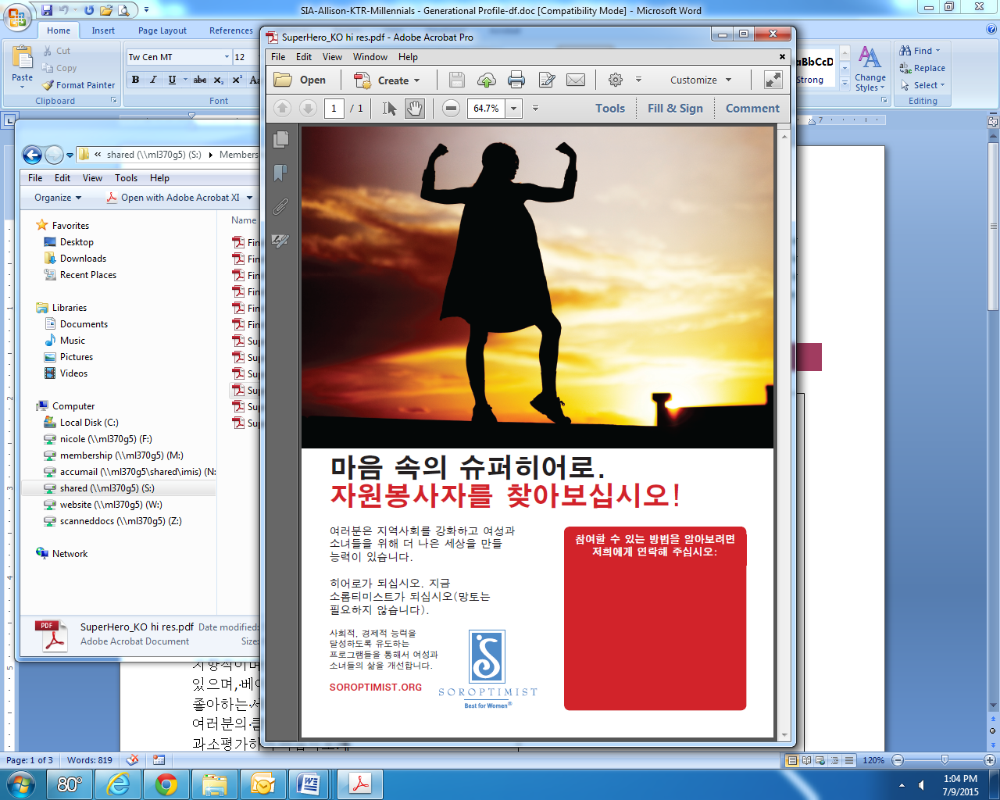 SIA-Allison-KTR-Millennials - Generational Profile-df.doc [Compatibility Mode] - Microsoft Word
Home Insert Page Layout References
Paste
Cut
Copy
Format Painter
Clipboard
Tw Cen MT 12
B I U abc X₂ X² Aa
Font
Strong
Change Styles
Find
Replace
Select
Editing
SuperHero_KO hi res.pdf - Adobe Acrobat Pro
File Edit View Window Help
Open Create Customize
1 / 1 64.7% Tools Fill & Sign Comment
shared (\\ml370g5) (S:) Members
File Edit View Tools Help
Organize Open with Adobe Acrobat XI
Name
Favorites
Desktop
Downloads
Recent Places
Libraries
Documents
Music
Pictures
Videos
Computer
Local Disk (C:)
nicole (\\ml370g5) (F:)
membership (\\ml370g5) (M:)
accumail (\\ml370g5\shared\imis) (N:
shared (\\ml370g5) (S:)
website (\\ml370g5) (W:)
scanneddocs (\\ml370g5) (Z:)
Network
Fin
Fin
Fin
Fin
Fin
Fin
Su
Su
Su
Su
Su
Su
PDF
SuperHero_KO hi res.pdf Date modified:
Adobe Acrobat Document Size:
마음 속의 슈퍼히어로.
자원봉사자를 찾아보십시오!
여러분은 지역사회를 강화하고 여성과
소녀들을 위해 더 나은 세상을 만들
능력이 있습니다.
히어로가 되십시오. 지금
소롭티미스트가 되십시오(망토는
필요하지 않습니다).
사회적, 경제적 능력을
달성하도록 유도하는
프로그램들을 통해서 여성과
소녀들의 삶을 개선합니다.
SOROPTIMIST.ORG
SOROPTIMIST
Best for Women®
참여할 수 있는 방법을 알아보려면
저희에게 연락해 주십시오:
있으며, 베이
좋아하는 세
여러분의 클
Page: 1 of 3 Words: 819 120%
80°
1:04 PM
7/9/2015